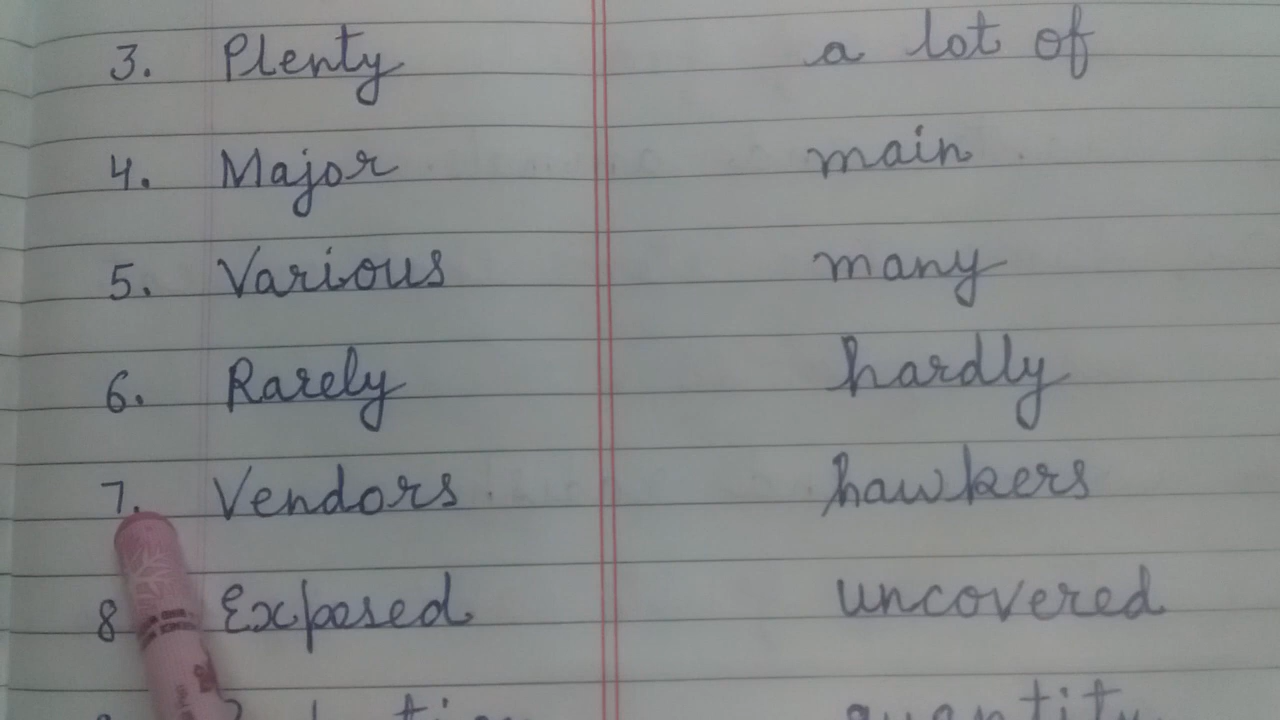 3. Plenty a lot of
4. Major main
5. Various many
6. Rarely hardly
7. Vendors hawkers
8 Exposed uncovered
quantity